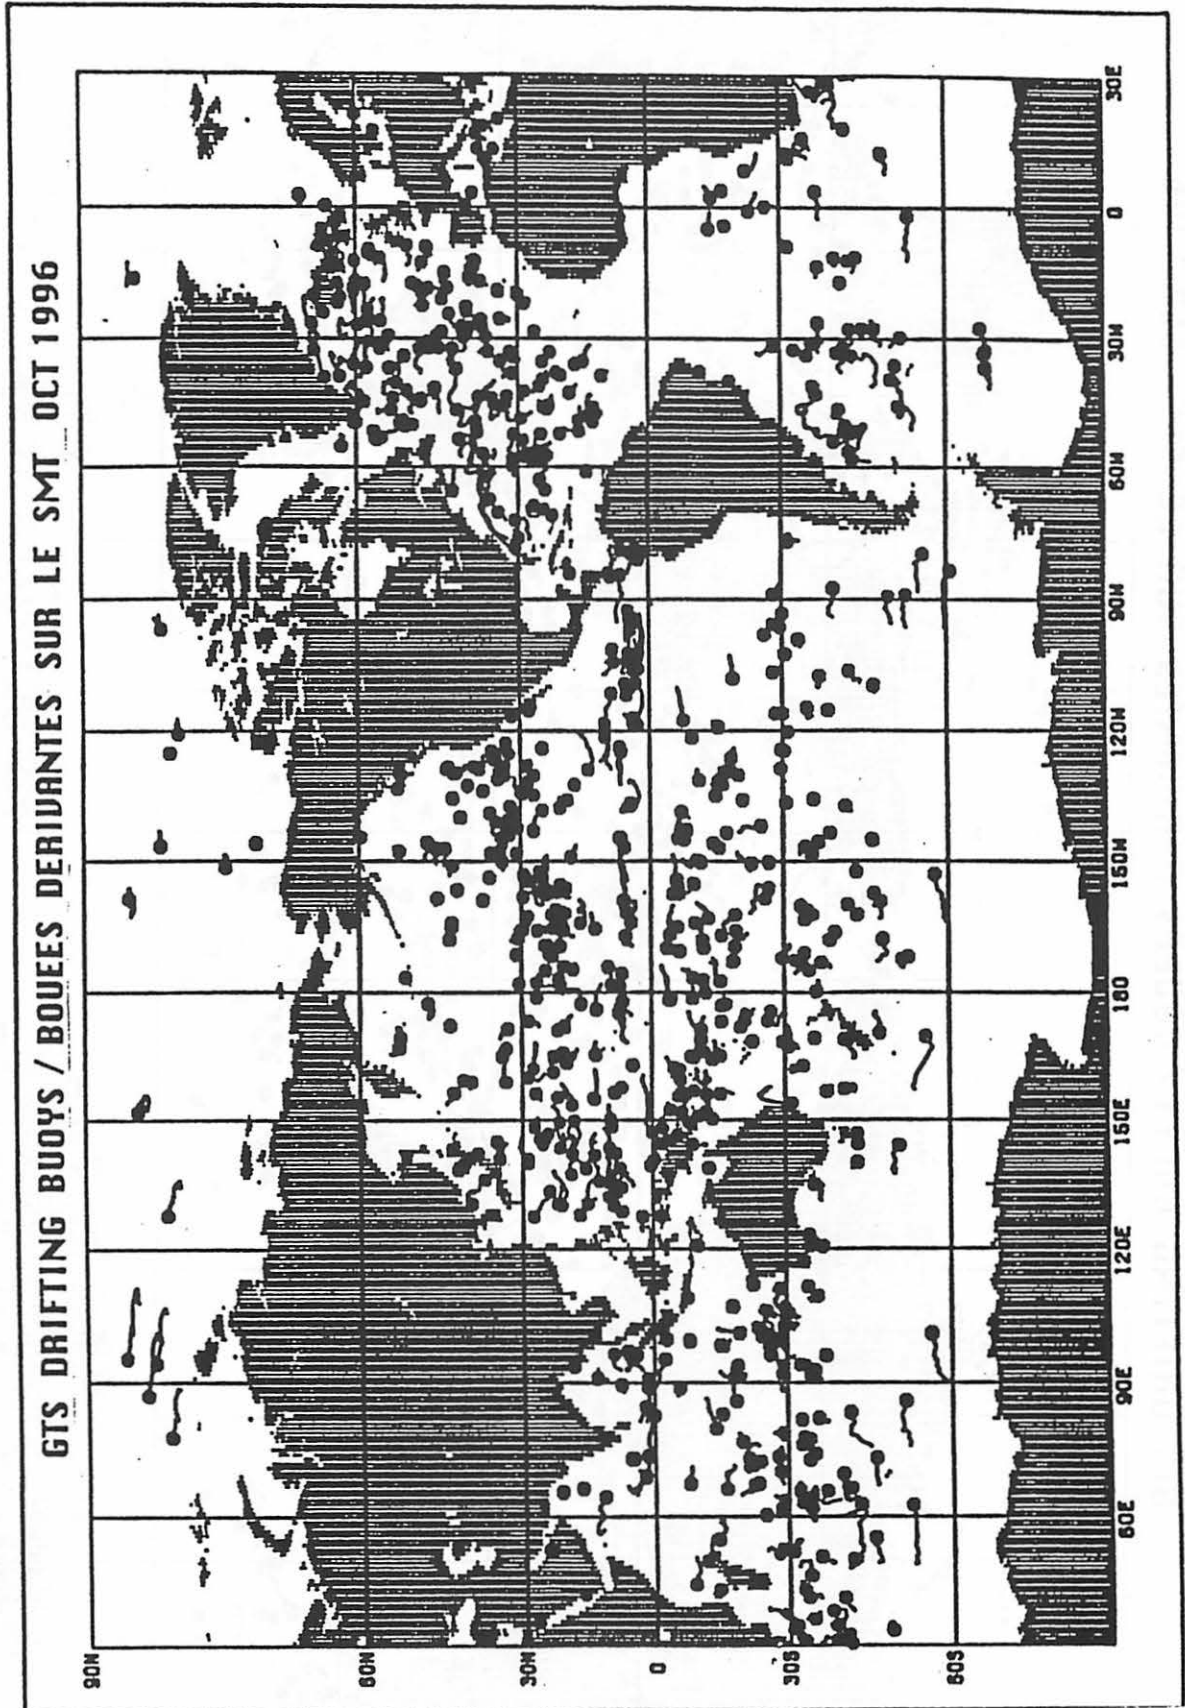 GTS DRIFTING BUOYS / BOUEES DERIVANTES SUR LE SMT OCT 1996
90N
60N
30N
0
30S
60S
60E
90E
120E
150E
180
150W
120W
90W
60W
30W
0
30E